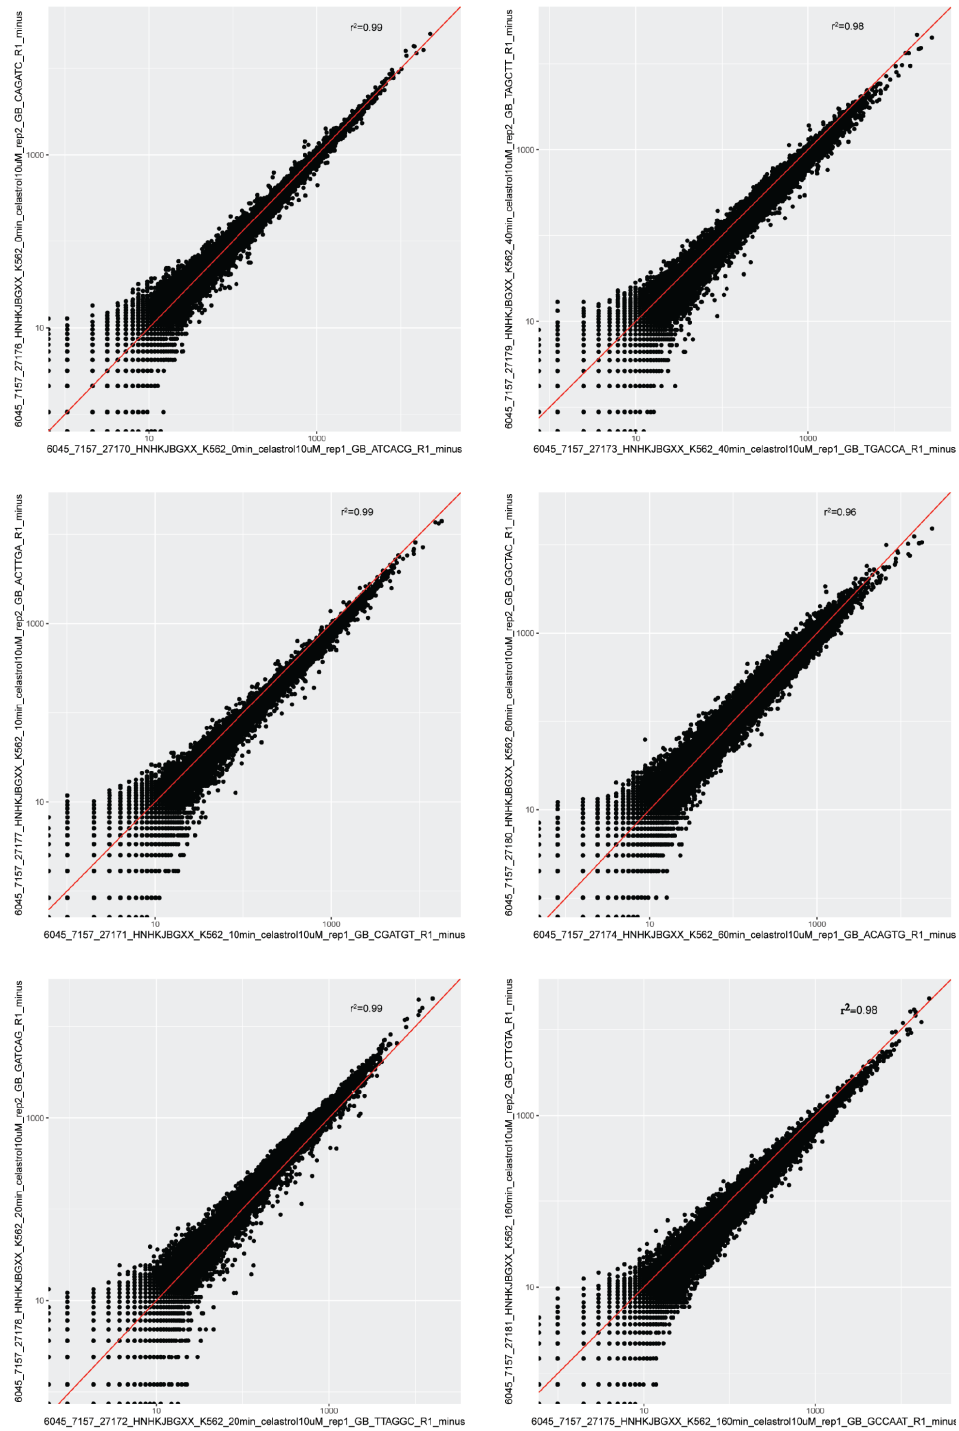 r²=0.99
1000
10
10
1000
6045_7157_27176_HNHKJBGXX_K562_0min_celastrol10uM_rep2_GB_CAGATC_R1_minus
6045_7157_27170_HNHKJBGXX_K562_0min_celastrol10uM_rep1_GB_ATCACG_R1_minus
r²=0.98
1000
10
10
1000
6045_7157_27179_HNHKJBGXX_K562_40min_celastrol10uM_rep2_GB_TAGCTT_R1_minus
6045_7157_27173_HNHKJBGXX_K562_40min_celastrol10uM_rep1_GB_TGACCA_R1_minus
r²=0.99
1000
10
10
1000
6045_7157_27177_HNHKJBGXX_K562_10min_celastrol10uM_rep2_GB_ACTTGA_R1_minus
6045_7157_27171_HNHKJBGXX_K562_10min_celastrol10uM_rep1_GB_CGATGT_R1_minus
r²=0.96
1000
10
10
1000
6045_7157_27180_HNHKJBGXX_K562_60min_celastrol10uM_rep2_GB_GGCTAC_R1_minus
6045_7157_27174_HNHKJBGXX_K562_60min_celastrol10uM_rep1_GB_ACAGTG_R1_minus
r²=0.99
1000
10
10
1000
6045_7157_27178_HNHKJBGXX_K562_20min_celastrol10uM_rep2_GB_GATCAG_R1_minus
6045_7157_27172_HNHKJBGXX_K562_20min_celastrol10uM_rep1_GB_TTAGGC_R1_minus
r²=0.98
1000
10
10
1000
6045_7157_27181_HNHKJBGXX_K562_160min_celastrol10uM_rep2_GB_CTTGTA_R1_minus
6045_7157_27175_HNHKJBGXX_K562_160min_celastrol10uM_rep1_GB_GCCAAT_R1_minus